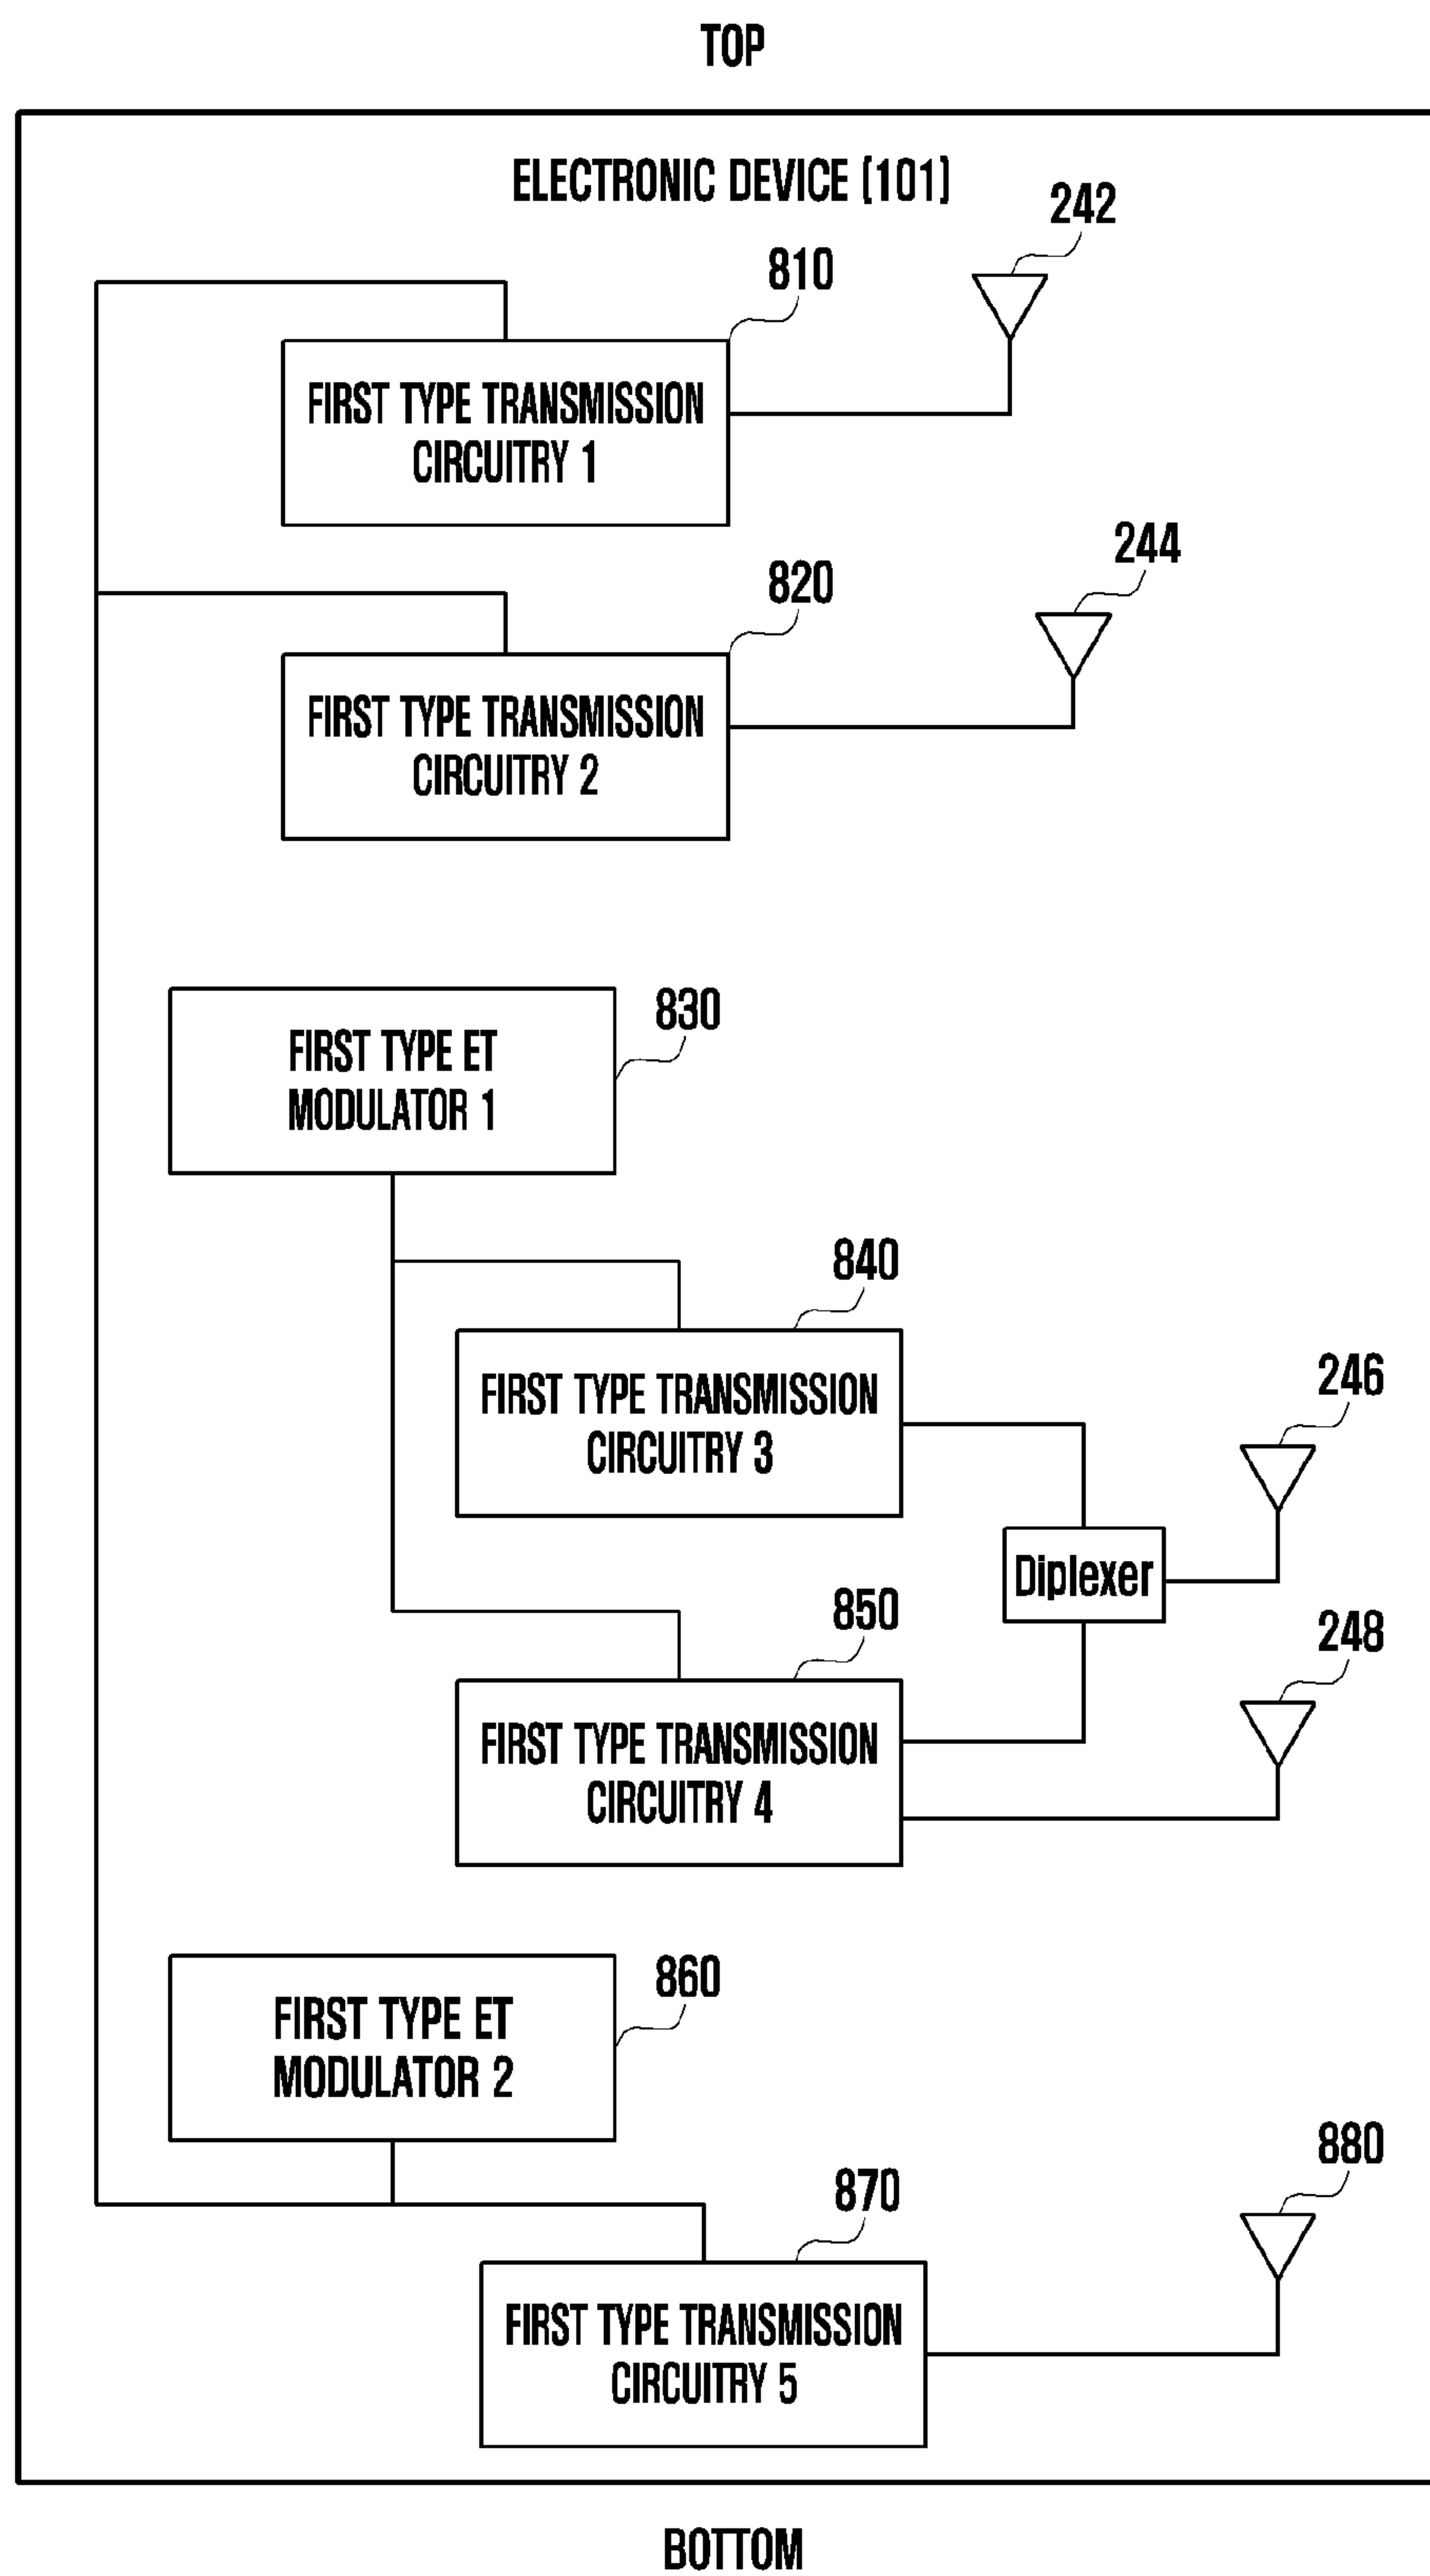 TOP
ELECTRONIC DEVICE (101)
242
810
FIRST TYPE TRANSMISSION
CIRCUITRY 1
244
820
FIRST TYPE TRANSMISSION
CIRCUITRY 2
830
FIRST TYPE ET
MODULATOR 1
840
FIRST TYPE TRANSMISSION
CIRCUITRY 3
246
Diplexer
850
248
FIRST TYPE TRANSMISSION
CIRCUITRY 4
860
FIRST TYPE ET
MODULATOR 2
880
870
FIRST TYPE TRANSMISSION
CIRCUITRY 5
BOTTOM